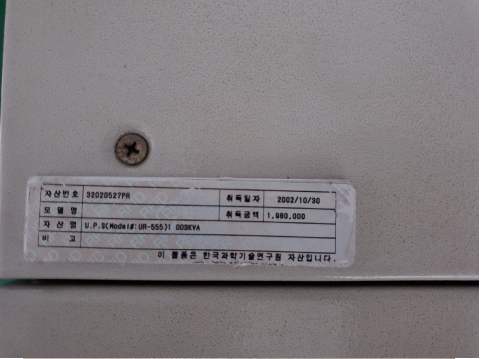 자산번호 32020527PR 취득일자 2002/10/30
모델명 취득금액 1,980,000
자산명 U.P.S(Model#:UR-555)1 003KVA
비고
이 물품은 한국과학기술연구원 자산입니다.